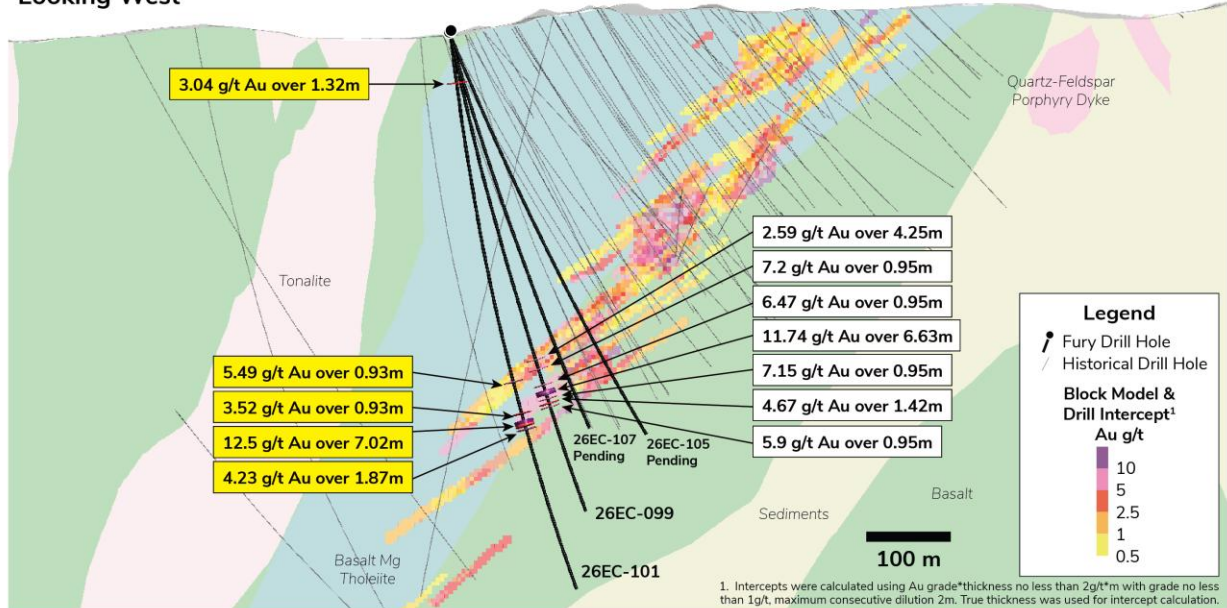 Looking West
3.04 g/t Au over 1.32m
Quartz-Feldspar
Porphyry Dyke
Tonalite
2.59 g/t Au over 4.25m
7.2 g/t Au over 0.95m
6.47 g/t Au over 0.95m
11.74 g/t Au over 6.63m
7.15 g/t Au over 0.95m
4.67 g/t Au over 1.42m
5.9 g/t Au over 0.95m
5.49 g/t Au over 0.93m
3.52 g/t Au over 0.93m
12.5 g/t Au over 7.02m
4.23 g/t Au over 1.87m
26EC-107
Pending
26EC-105
Pending
26EC-099
26EC-101
Sediments
Basalt
Basalt Mg
Tholeiite
100 m
Legend
Fury Drill Hole
Historical Drill Hole
Block Model &
Drill Intercept¹
Au g/t
10
5
2.5
1
0.5
1. Intercepts were calculated using Au grade*thickness no less than 2g/t*m with grade no less
than 1g/t, maximum consecutive dilution 2m. True thickness was used for intercept calculation.